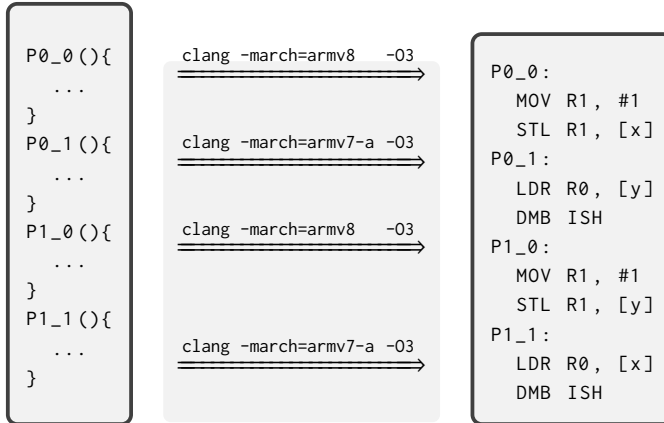 P0_0(){
...
}
P0_1(){
...
}
P1_0(){
...
}
P1_1(){
...
}
clang -march=armv8 -O3
clang -march=armv7-a -O3
clang -march=armv8 -O3
clang -march=armv7-a -O3
P0_0:
MOV R1, #1
STL R1, [x]
P0_1:
LDR R0, [y]
DMB ISH
P1_0:
MOV R1, #1
STL R1, [y]
P1_1:
LDR R0, [x]
DMB ISH